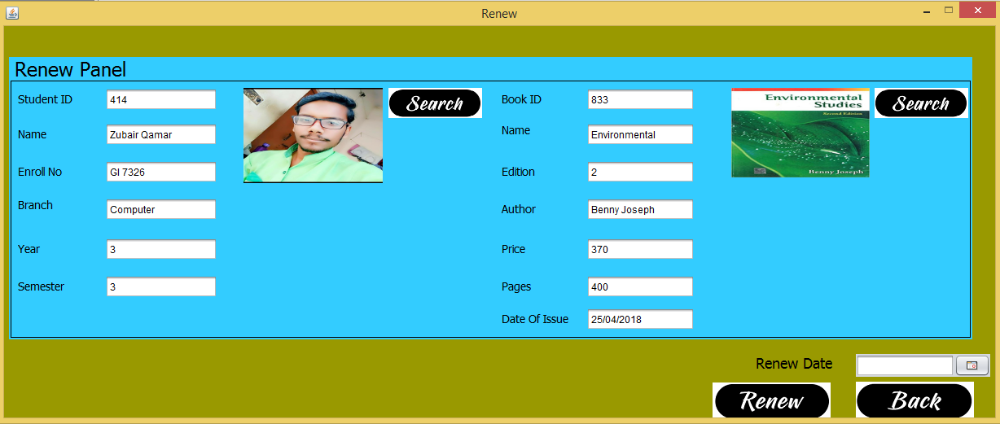 Renew
Renew Panel
Student ID 414
Search
Name Zubair Qamar
Enroll No GI 7326
Branch Computer
Year 3
Semester 3
Book ID 833
Environmental
Studies
Second Edition
Benny Joseph
Search
Name Environmental
Edition 2
Author Benny Joseph
Price 370
Pages 400
Date Of Issue 25/04/2018
Renew Date
Renew
Back